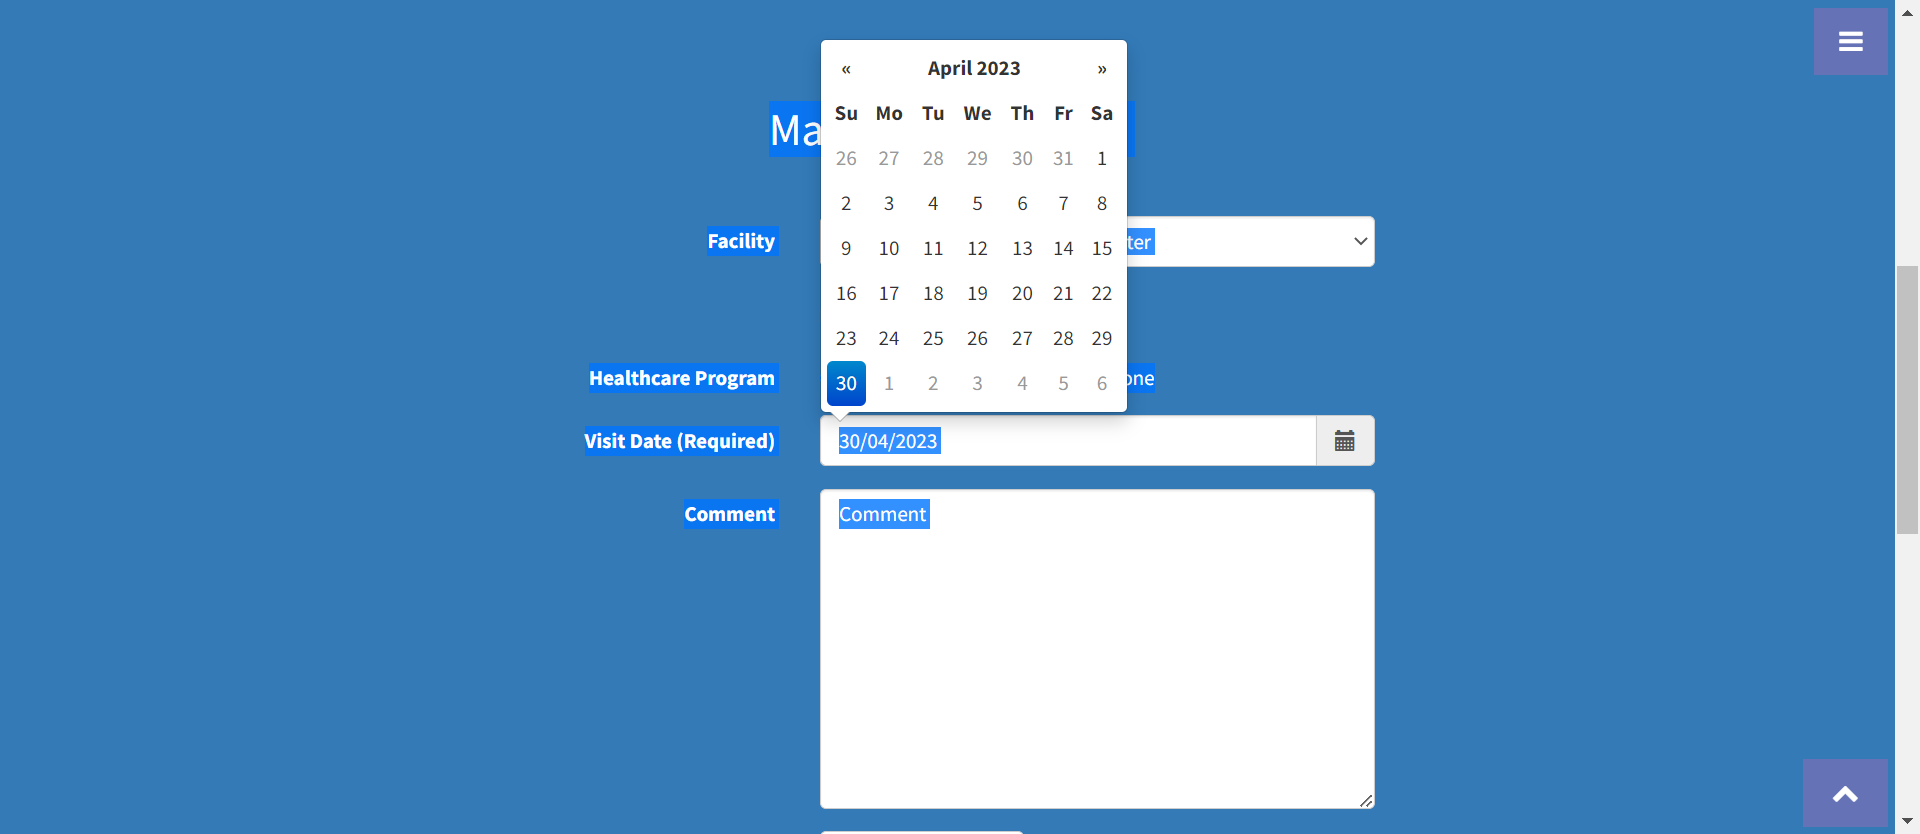 « April 2023 »
Su Mo Tu We Th Fr Sa
26 27 28 29 30 31 1
2 3 4 5 6 7 8
9 10 11 12 13 14 15
16 17 18 19 20 21 22
23 24 25 26 27 28 29
30 1 2 3 4 5 6
Facility
Healthcare Program
Visit Date (Required) 30/04/2023
Comment Comment